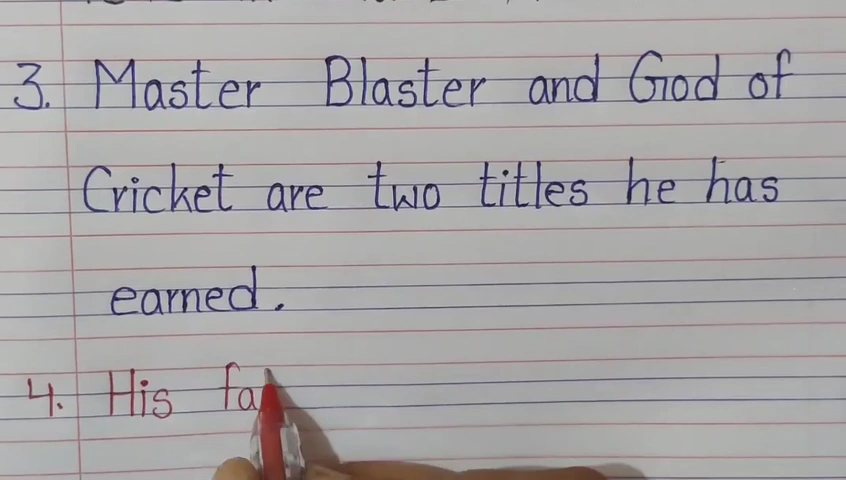 3. Master Blaster and God of
Cricket are two titles he has
earned.
4. His fa